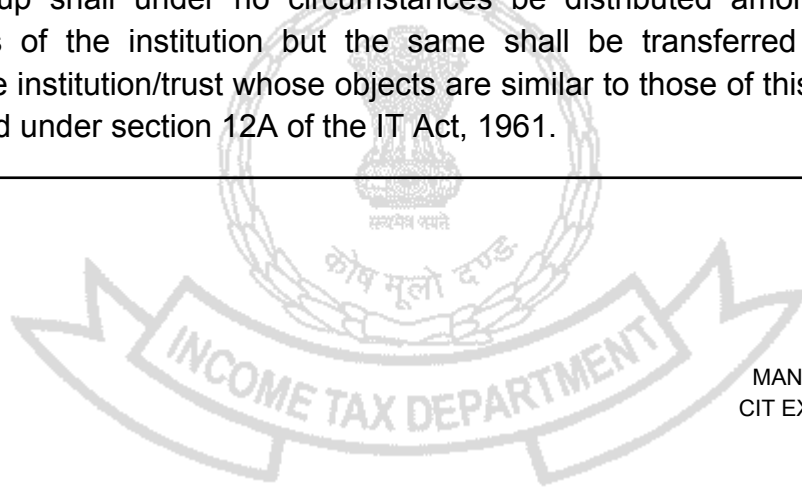 up shall under no circumstances be distributed amo
s of the institution but the same shall be transferred
e institution/trust whose objects are similar to those of this
d under section 12A of the IT Act, 1961.
सत्यमेव जयते
कोष मूलो दण्डः
INCOME TAX DEPARTMENT
MAN
CIT EX